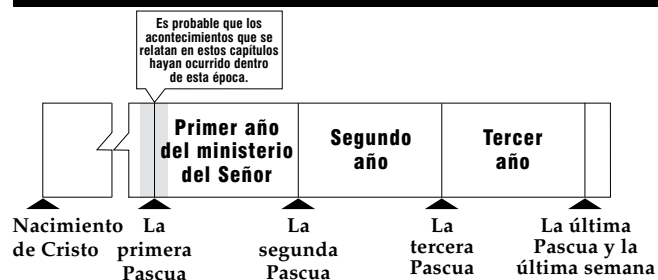 Es probable que los
acontecimientos que se
relatan en estos capítulos
hayan ocurrido dentro
de esta época.
Primer año
del ministerio
del Señor
Segundo
año
Tercer
año
Nacimiento
de Cristo
La
primera
Pascua
La
segunda
Pascua
La
tercera
Pascua
La última
Pascua y la
última semana